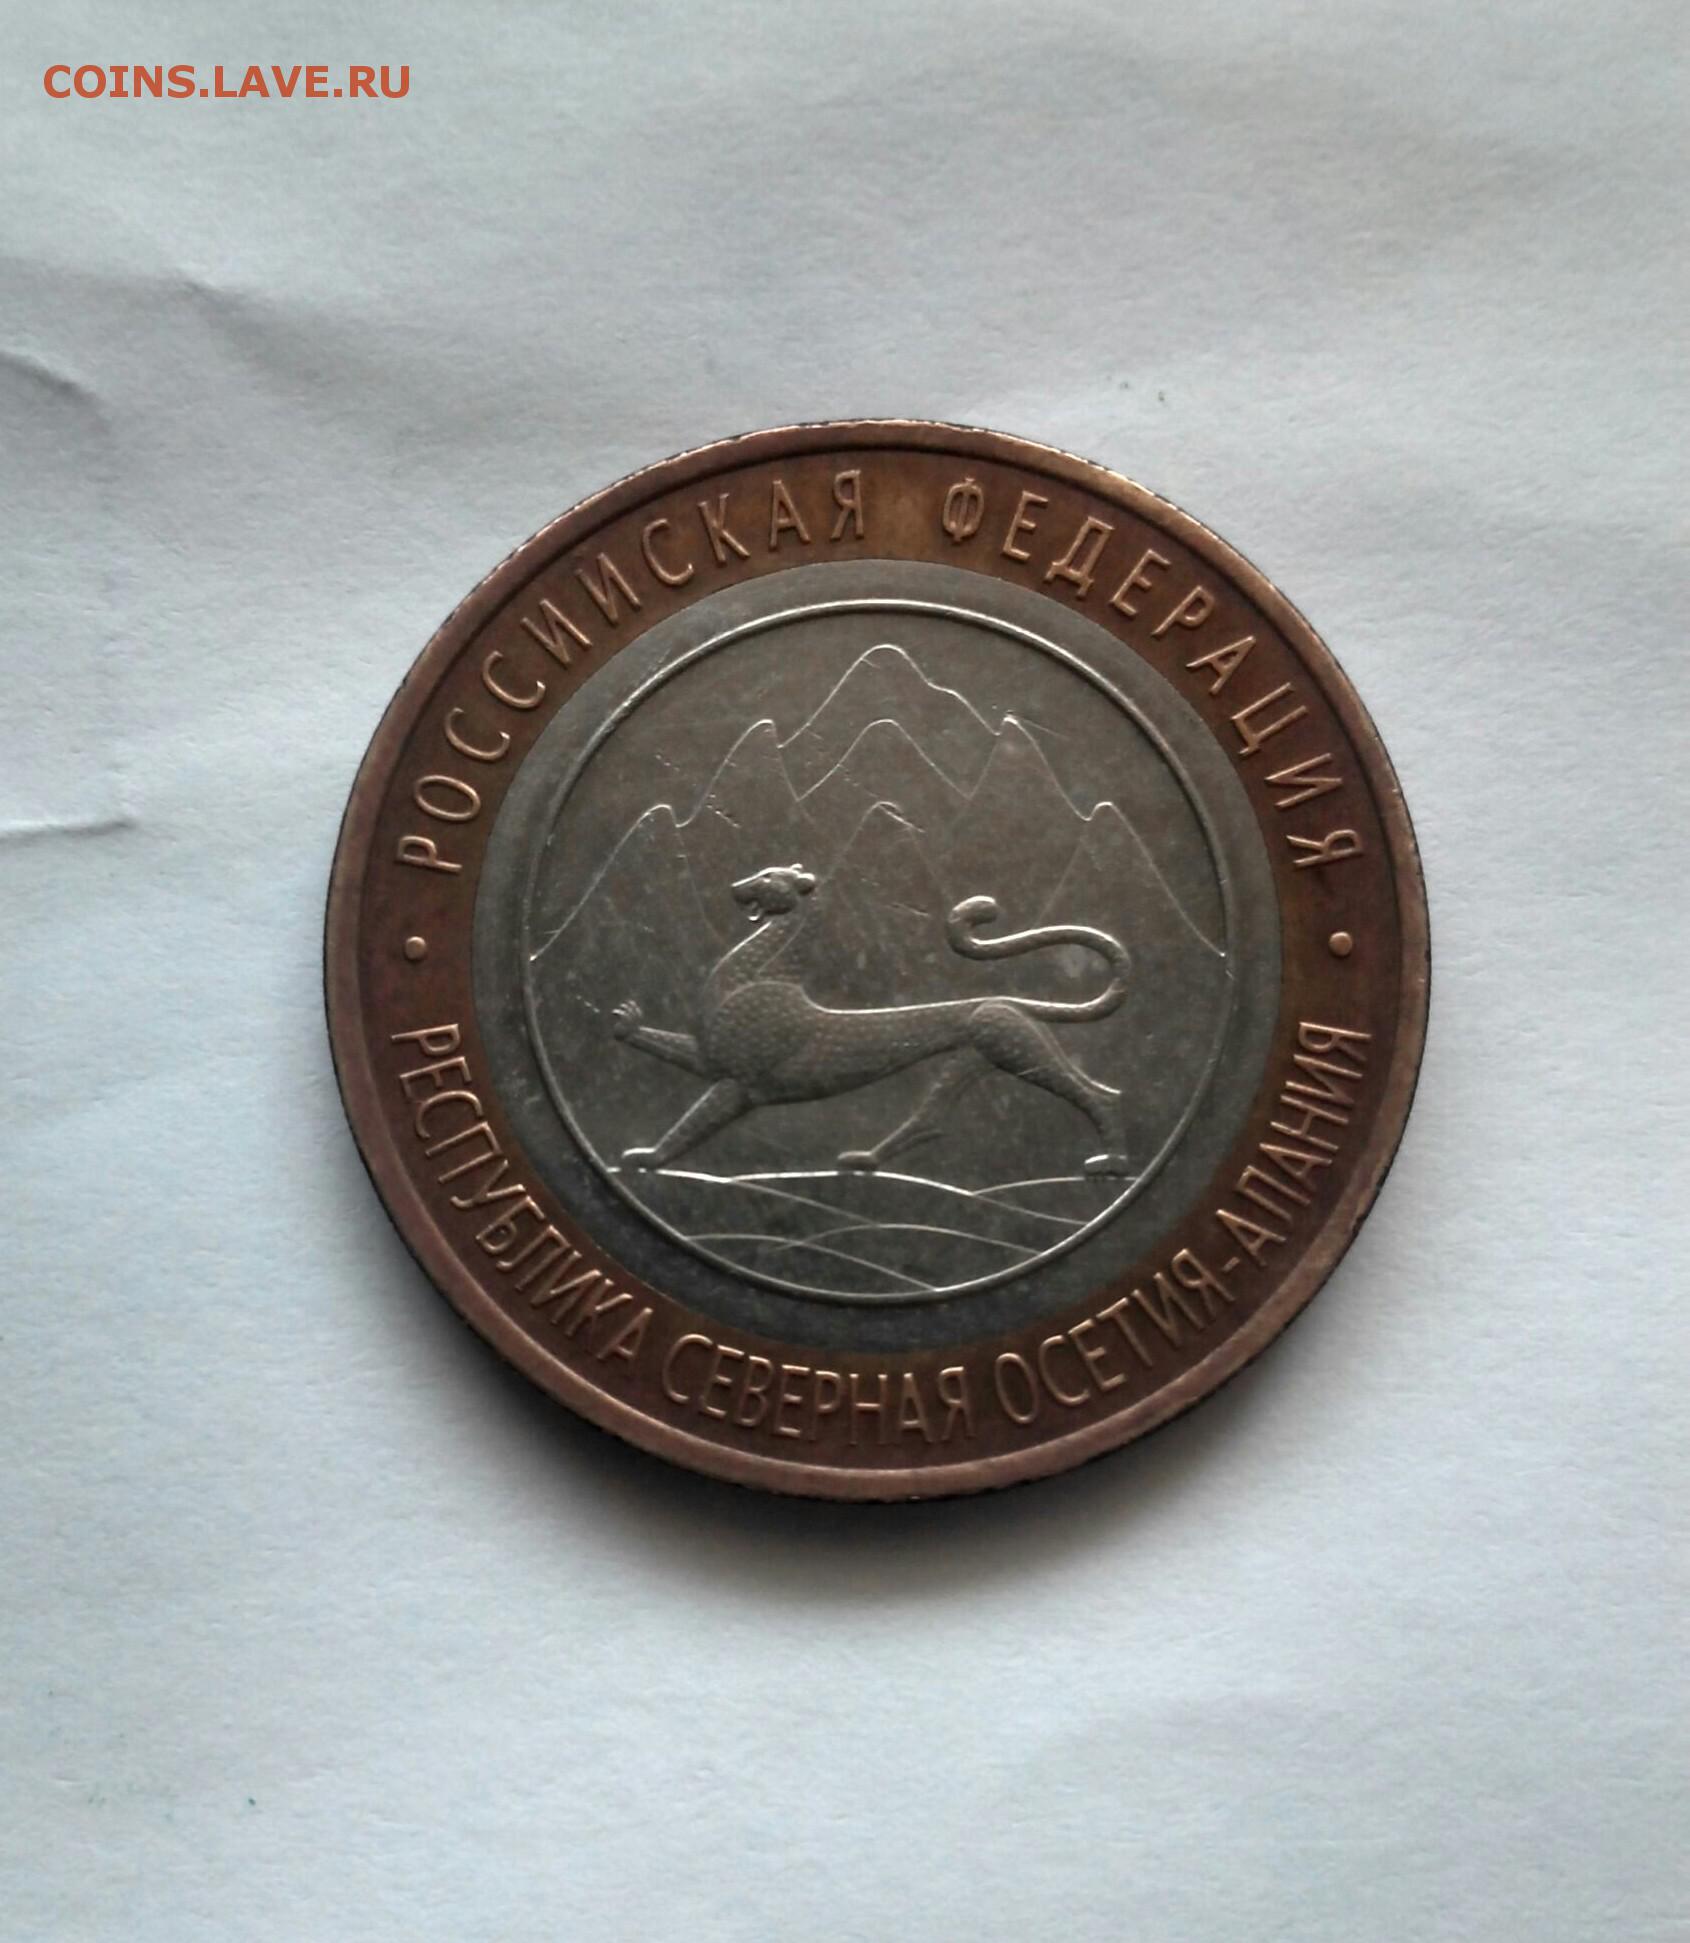 COINS.LAVE.RU
РОССИЙСКАЯ ФЕДЕРАЦИЯ
РЕСПУБЛИКА СЕВЕРНАЯ ОСЕТИЯ-АЛАНИЯ